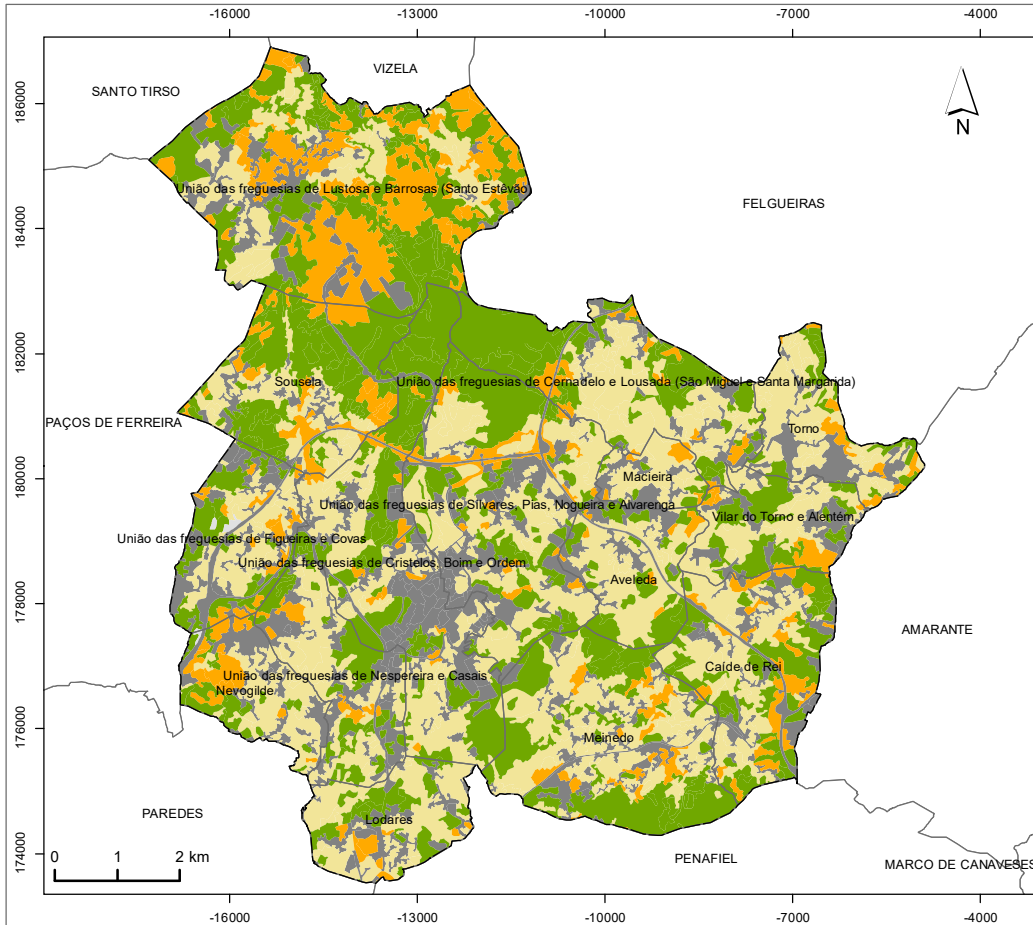 -16000 -13000 -10000 -7000 -4000
VIZELA
SANTO TIRSO
186000
N
União das freguesias de Lustosa e Barrosas (Santo Estêvão)
FELGUEIRAS
184000
182000
Sousela
União das freguesias de Cernadelo e Lousada (São Miguel e Santa Margarida)
PAÇOS DE FERREIRA
Torno
180000
Macieira
União das freguesias de Silvares, Pias, Nogueira e Alvarenga
Vilar do Torno e Alentém
União das freguesias de Figueiras e Covas
União das freguesias de Cristelos, Boim e Ordem
Aveleda
178000
AMARANTE
Caíde de Rei
União das freguesias de Nespereira e Casais
Nevogilde
176000
Meinedo
PAREDES
Lodares
174000
0 1 2 km
PENAFIEL
MARCO DE CANAVESES
-16000 -13000 -10000 -7000 -4000